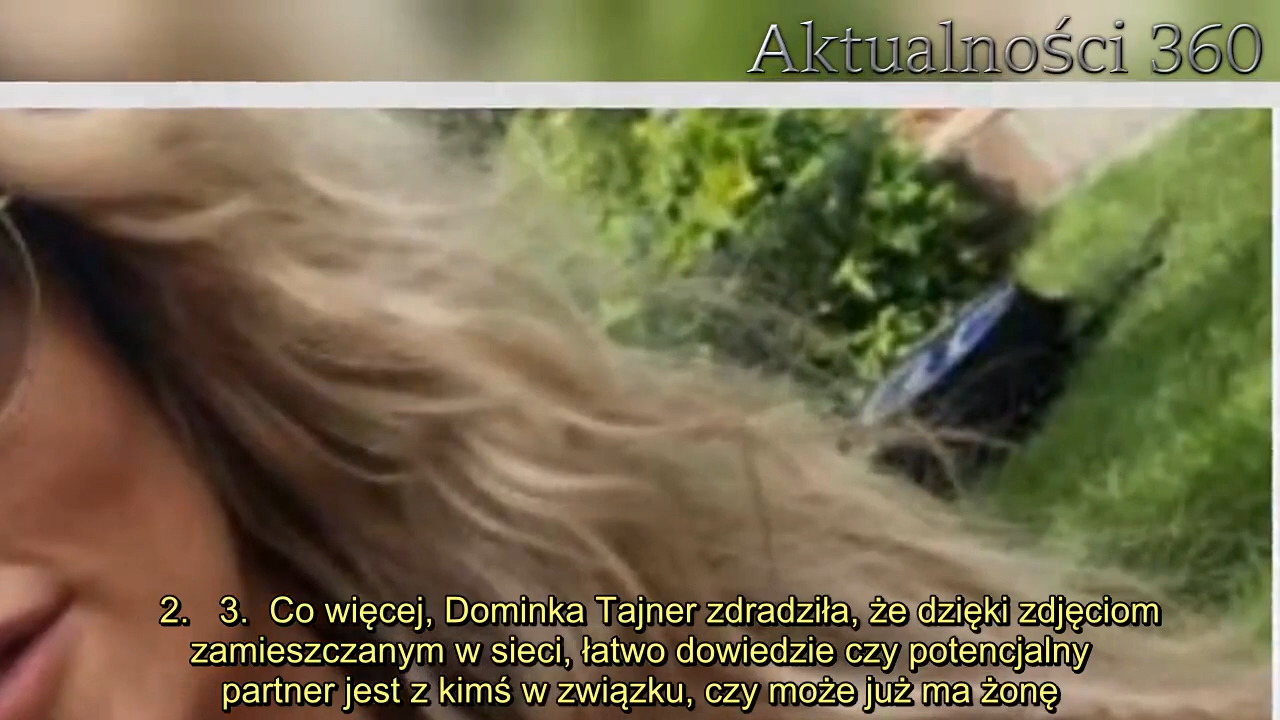 Aktualności 360
2. 3. Co więcej, Dominka Tajner zdradziła, że dzięki zdjęciom
zamieszczanym w sieci, łatwo dowiedzie czy potencjalny
partner jest z kimś w związku, czy może już ma żonę